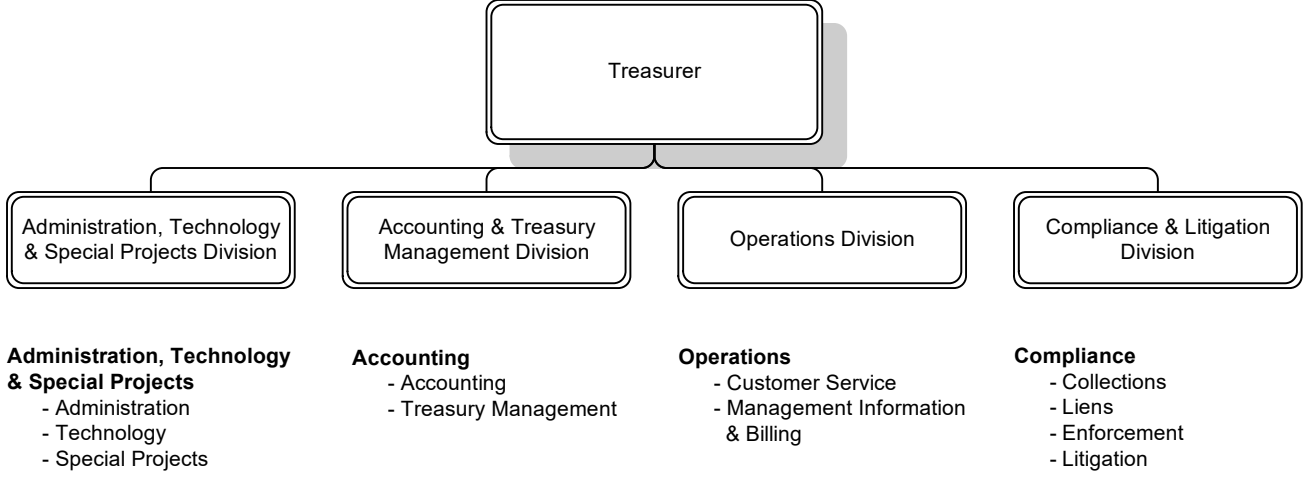 Treasurer
Administration, Technology
& Special Projects Division
Accounting & Treasury
Management Division
Operations Division
Compliance & Litigation
Division
Administration, Technology
& Special Projects
- Administration
- Technology
- Special Projects
Accounting
- Accounting
- Treasury Management
Operations
- Customer Service
- Management Information
& Billing
Compliance
- Collections
- Liens
- Enforcement
- Litigation